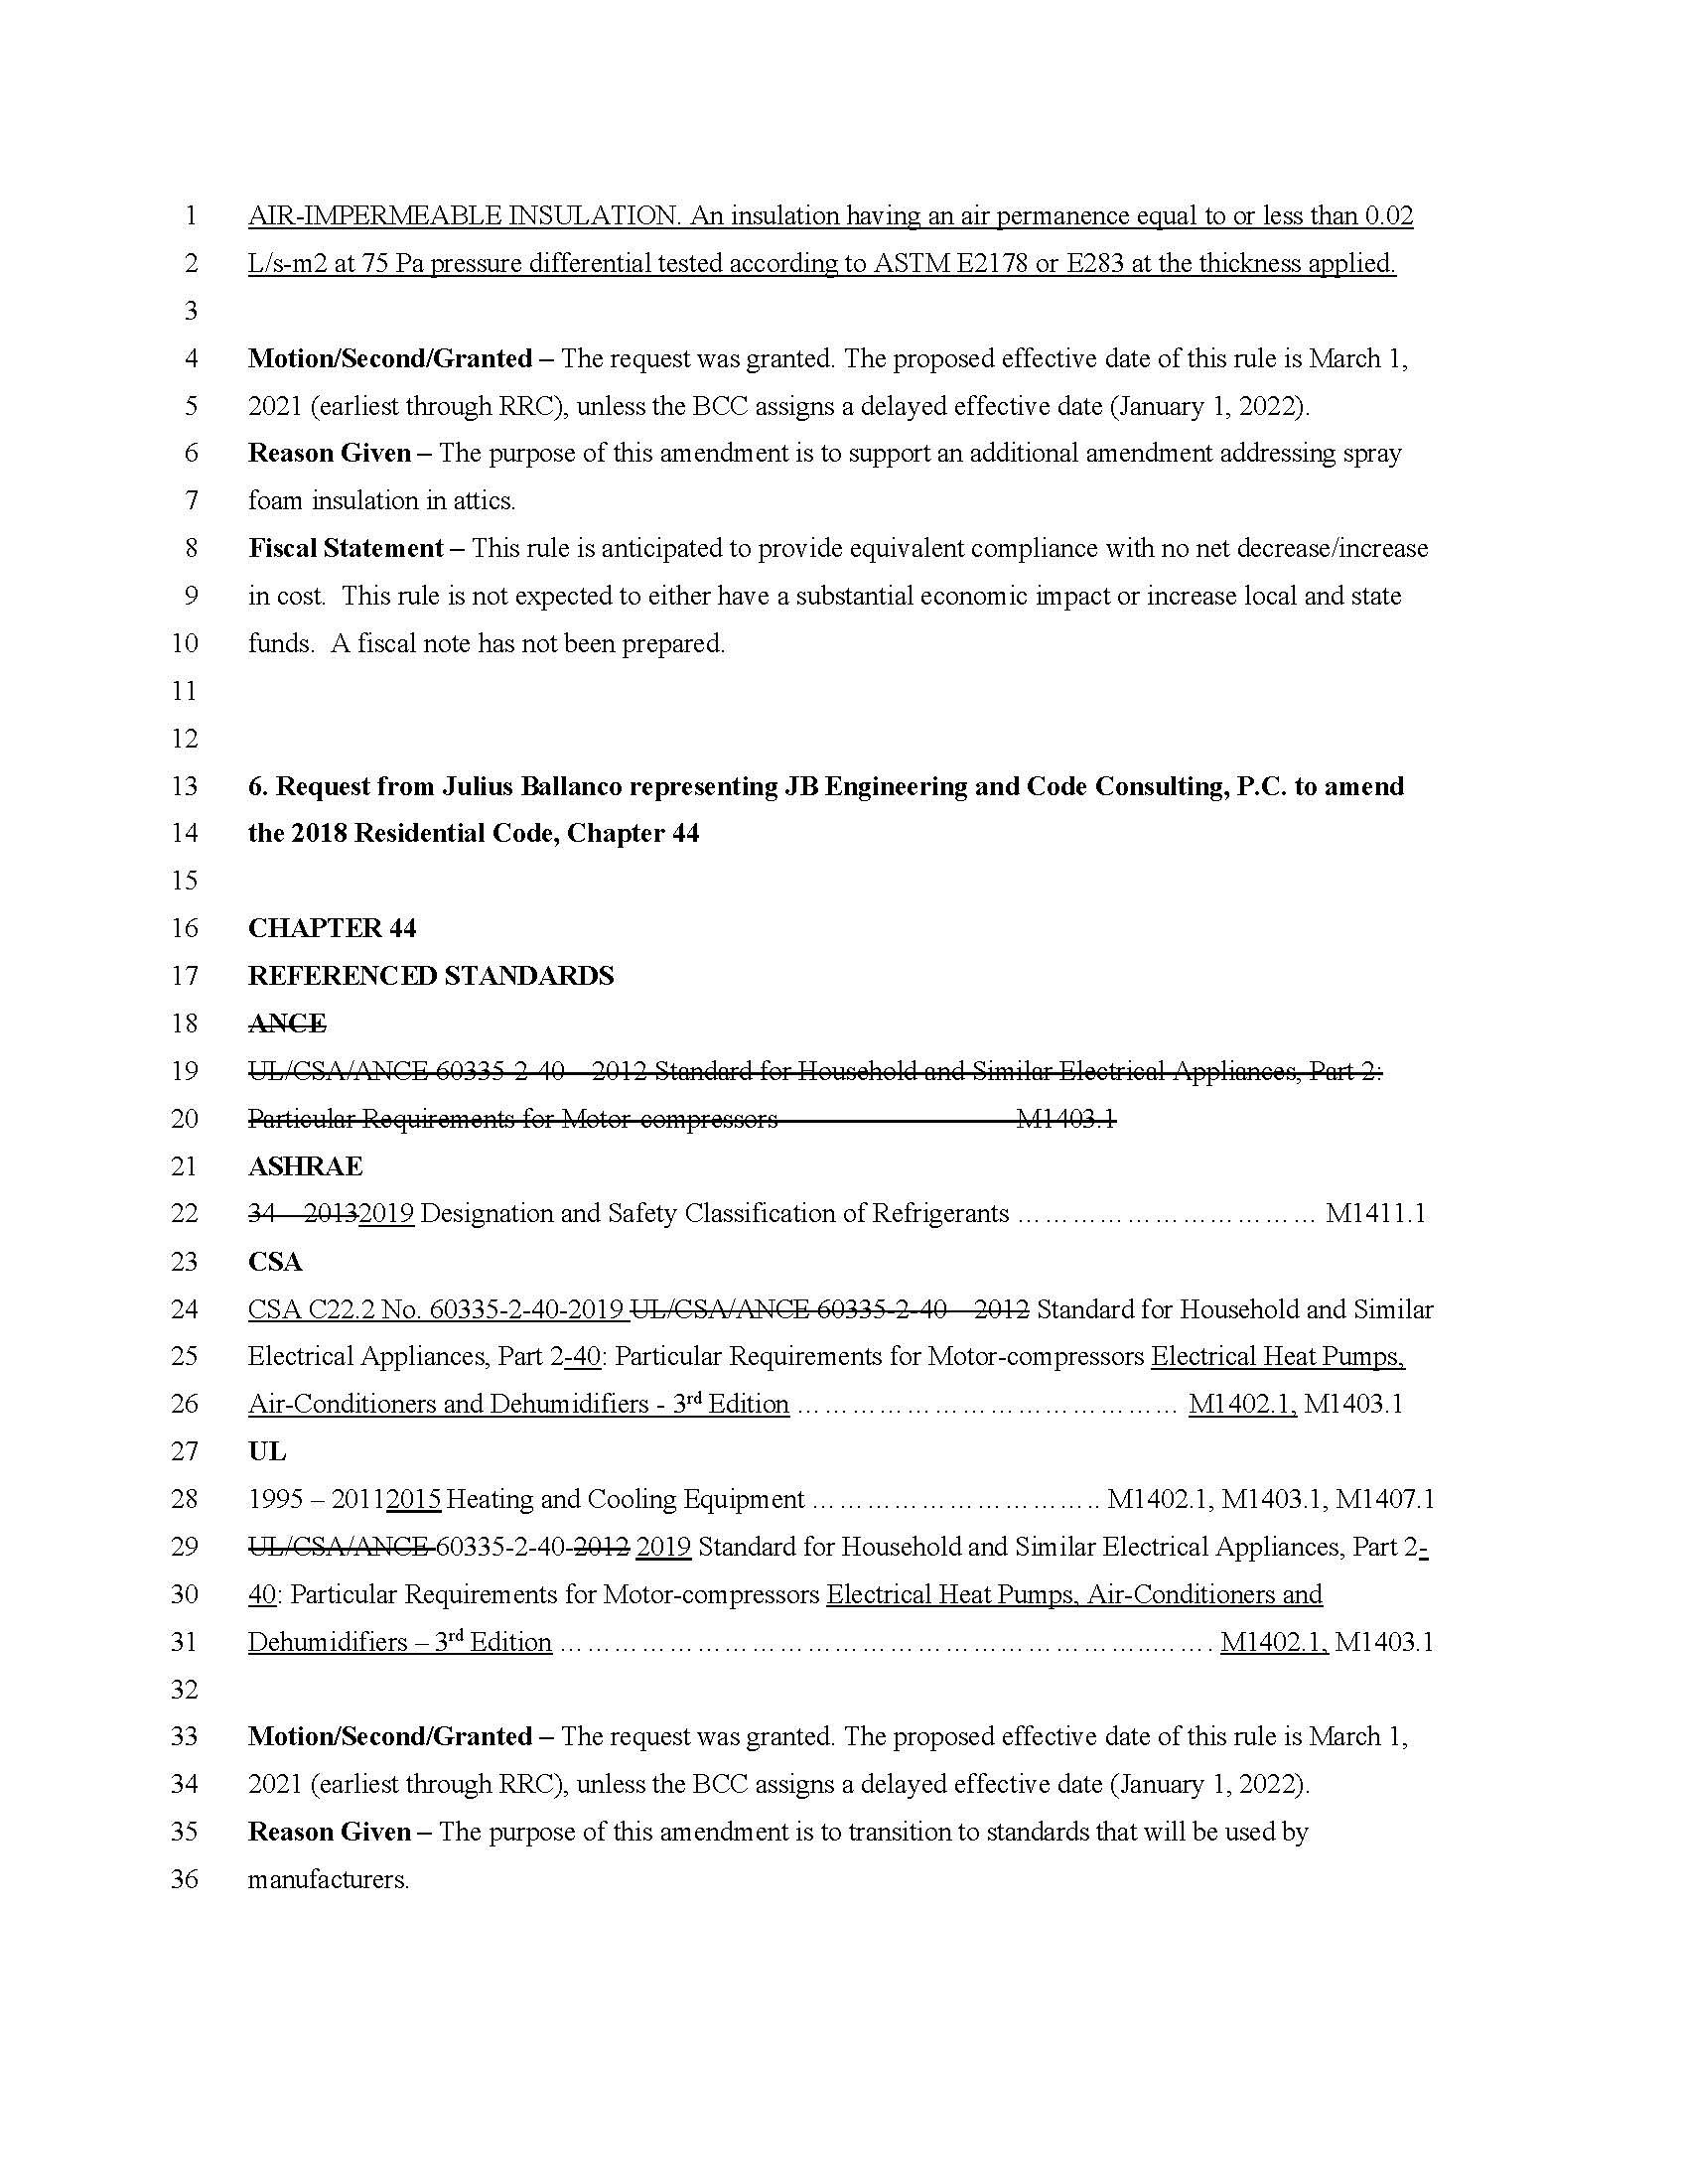 1 AIR-IMPERMEABLE INSULATION. An insulation having an air permanence equal to or less than 0.02
2 L/s-m2 at 75 Pa pressure differential tested according to ASTM E2178 or E283 at the thickness applied.
3
4 Motion/Second/Granted – The request was granted. The proposed effective date of this rule is March 1,
5 2021 (earliest through RRC), unless the BCC assigns a delayed effective date (January 1, 2022).
6 Reason Given – The purpose of this amendment is to support an additional amendment addressing spray
7 foam insulation in attics.
8 Fiscal Statement – This rule is anticipated to provide equivalent compliance with no net decrease/increase
9 in cost.  This rule is not expected to either have a substantial economic impact or increase local and state
10 funds.  A fiscal note has not been prepared.
11
12
13 6. Request from Julius Ballanco representing JB Engineering and Code Consulting, P.C. to amend
14 the 2018 Residential Code, Chapter 44
15
16 CHAPTER 44
17 REFERENCED STANDARDS
18 ANCE
19 UL/CSA/ANCE 60335-2-40 – 2012 Standard for Household and Similar Electrical Appliances, Part 2:
20 Particular Requirements for Motor-compressors M1403.1
21 ASHRAE
22 34 – 20132019 Designation and Safety Classification of Refrigerants …………………………… M1411.1
23 CSA
24 CSA C22.2 No. 60335-2-40-2019 UL/CSA/ANCE 60335-2-40 – 2012 Standard for Household and Similar
25 Electrical Appliances, Part 2-40: Particular Requirements for Motor-compressors Electrical Heat Pumps,
26 Air-Conditioners and Dehumidifiers - 3rd Edition …………………………………… M1402.1, M1403.1
27 UL
28 1995 – 20112015 Heating and Cooling Equipment ………………………….. M1402.1, M1403.1, M1407.1
29 UL/CSA/ANCE 60335-2-40-2012 2019 Standard for Household and Similar Electrical Appliances, Part 2-
30 40: Particular Requirements for Motor-compressors Electrical Heat Pumps, Air-Conditioners and
31 Dehumidifiers – 3rd Edition ………………………………………………………..……. M1402.1, M1403.1
32
33 Motion/Second/Granted – The request was granted. The proposed effective date of this rule is March 1,
34 2021 (earliest through RRC), unless the BCC assigns a delayed effective date (January 1, 2022).
35 Reason Given – The purpose of this amendment is to transition to standards that will be used by
36 manufacturers.